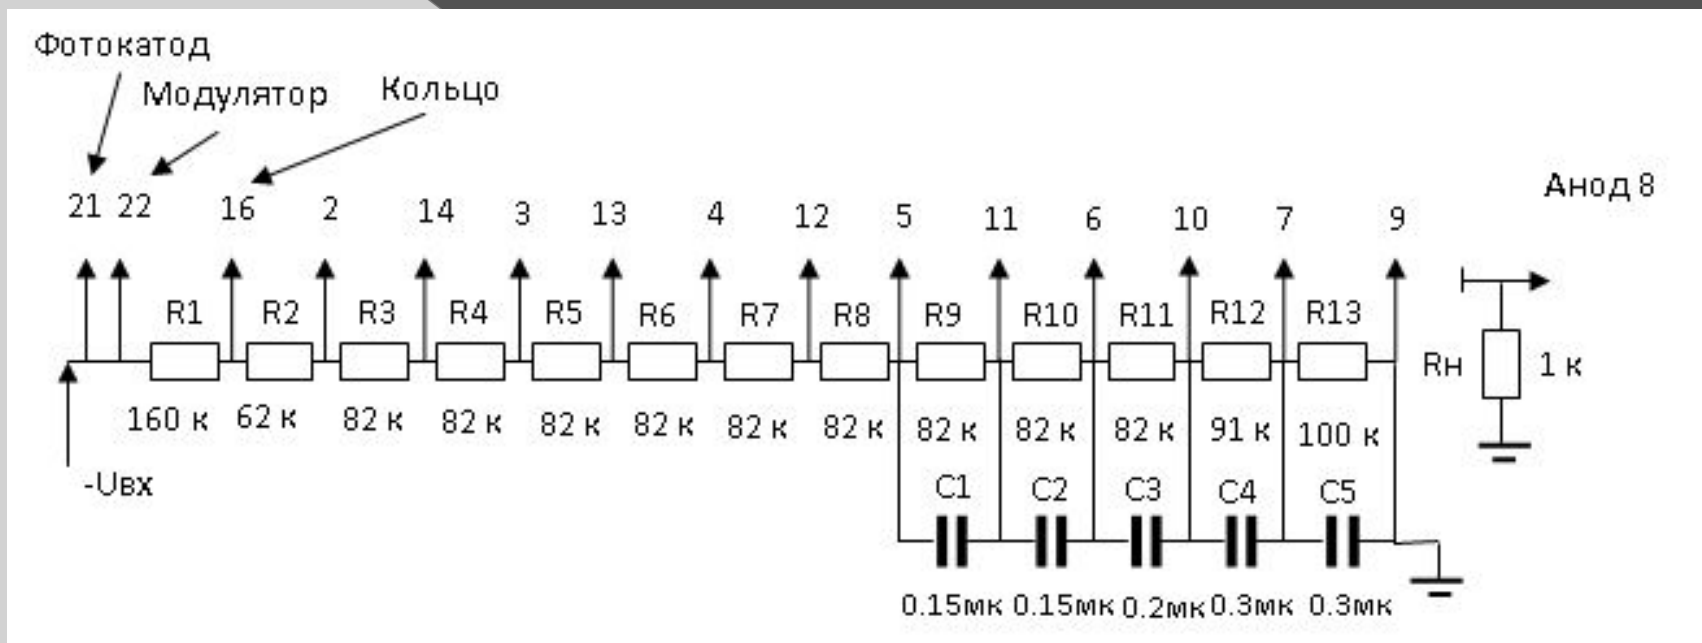 Фотокатод
Модулятор
Кольцо
Анод 8
21 22 16 2 14 3 13 4 12 5 11 6 10 7 9
R1 R2 R3 R4 R5 R6 R7 R8 R9 R10 R11 R12 R13
Rн 1 к
160 к 62 к 82 к 82 к 82 к 82 к 82 к 82 к 82 к 82 к 82 к 91 к 100 к
-Uвх
C1 C2 C3 C4 C5
0.15мк 0.15мк 0.2мк 0.3мк 0.3мк